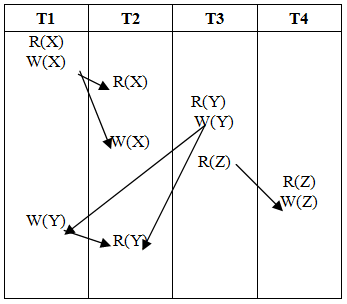 T1 T2 T3 T4
R(X)
W(X)
R(X)
R(Y)
W(Y)
W(X)
R(Z)
R(Z)
W(Z)
W(Y)
R(Y)